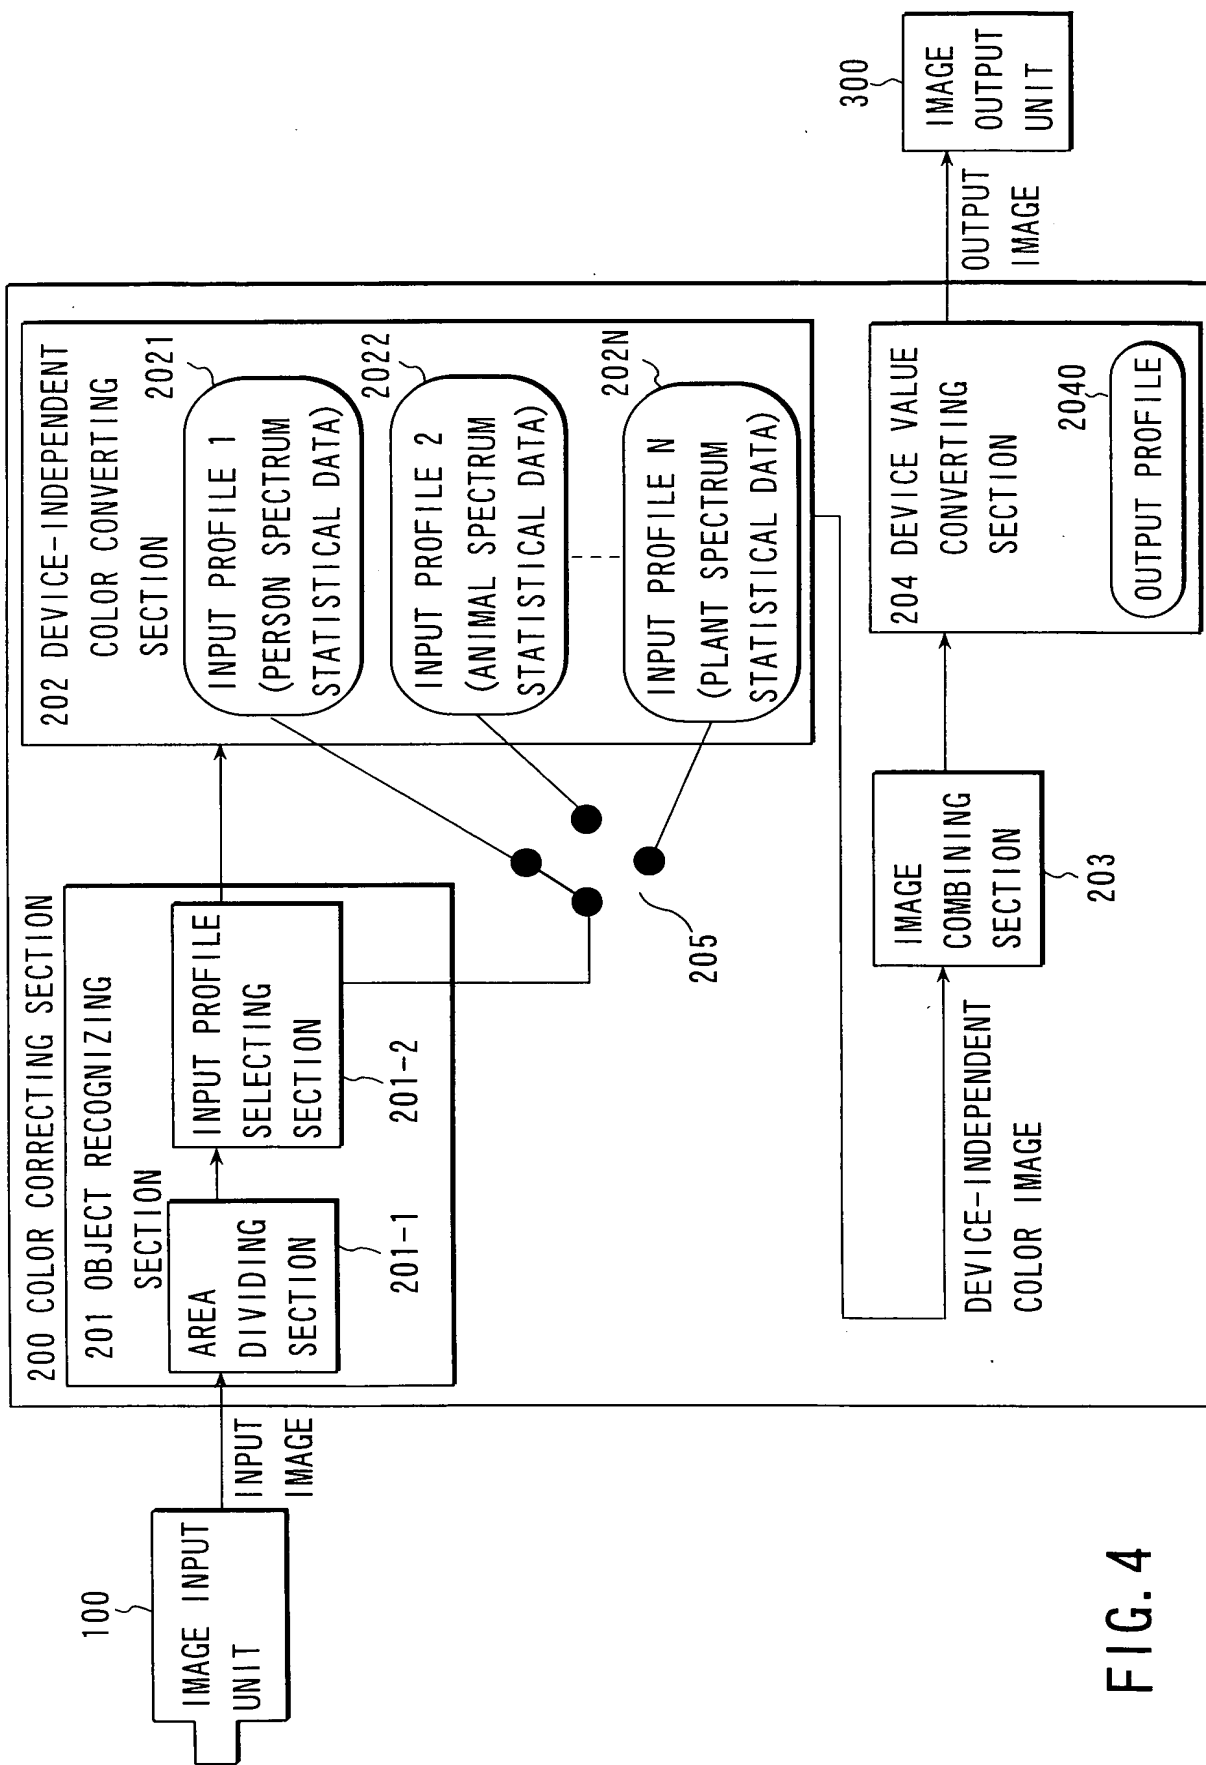 100
IMAGE INPUT
UNIT
INPUT
IMAGE
200 COLOR CORRECTING SECTION
201 OBJECT RECOGNIZING
SECTION
AREA
DIVIDING
SECTION
201-1
INPUT PROFILE
SELECTING
SECTION
201-2
202 DEVICE-INDEPENDENT
COLOR CONVERTING
SECTION
INPUT PROFILE 1
(PERSON SPECTRUM
STATISTICAL DATA)
2021
INPUT PROFILE 2
(ANIMAL SPECTRUM
STATISTICAL DATA)
2022
INPUT PROFILE N
(PLANT SPECTRUM
STATISTICAL DATA)
202N
205
DEVICE-INDEPENDENT
COLOR IMAGE
IMAGE
COMBINING
SECTION
203
204 DEVICE VALUE
CONVERTING
SECTION
OUTPUT PROFILE
2040
OUTPUT
IMAGE
300
IMAGE
OUTPUT
UNIT
FIG. 4